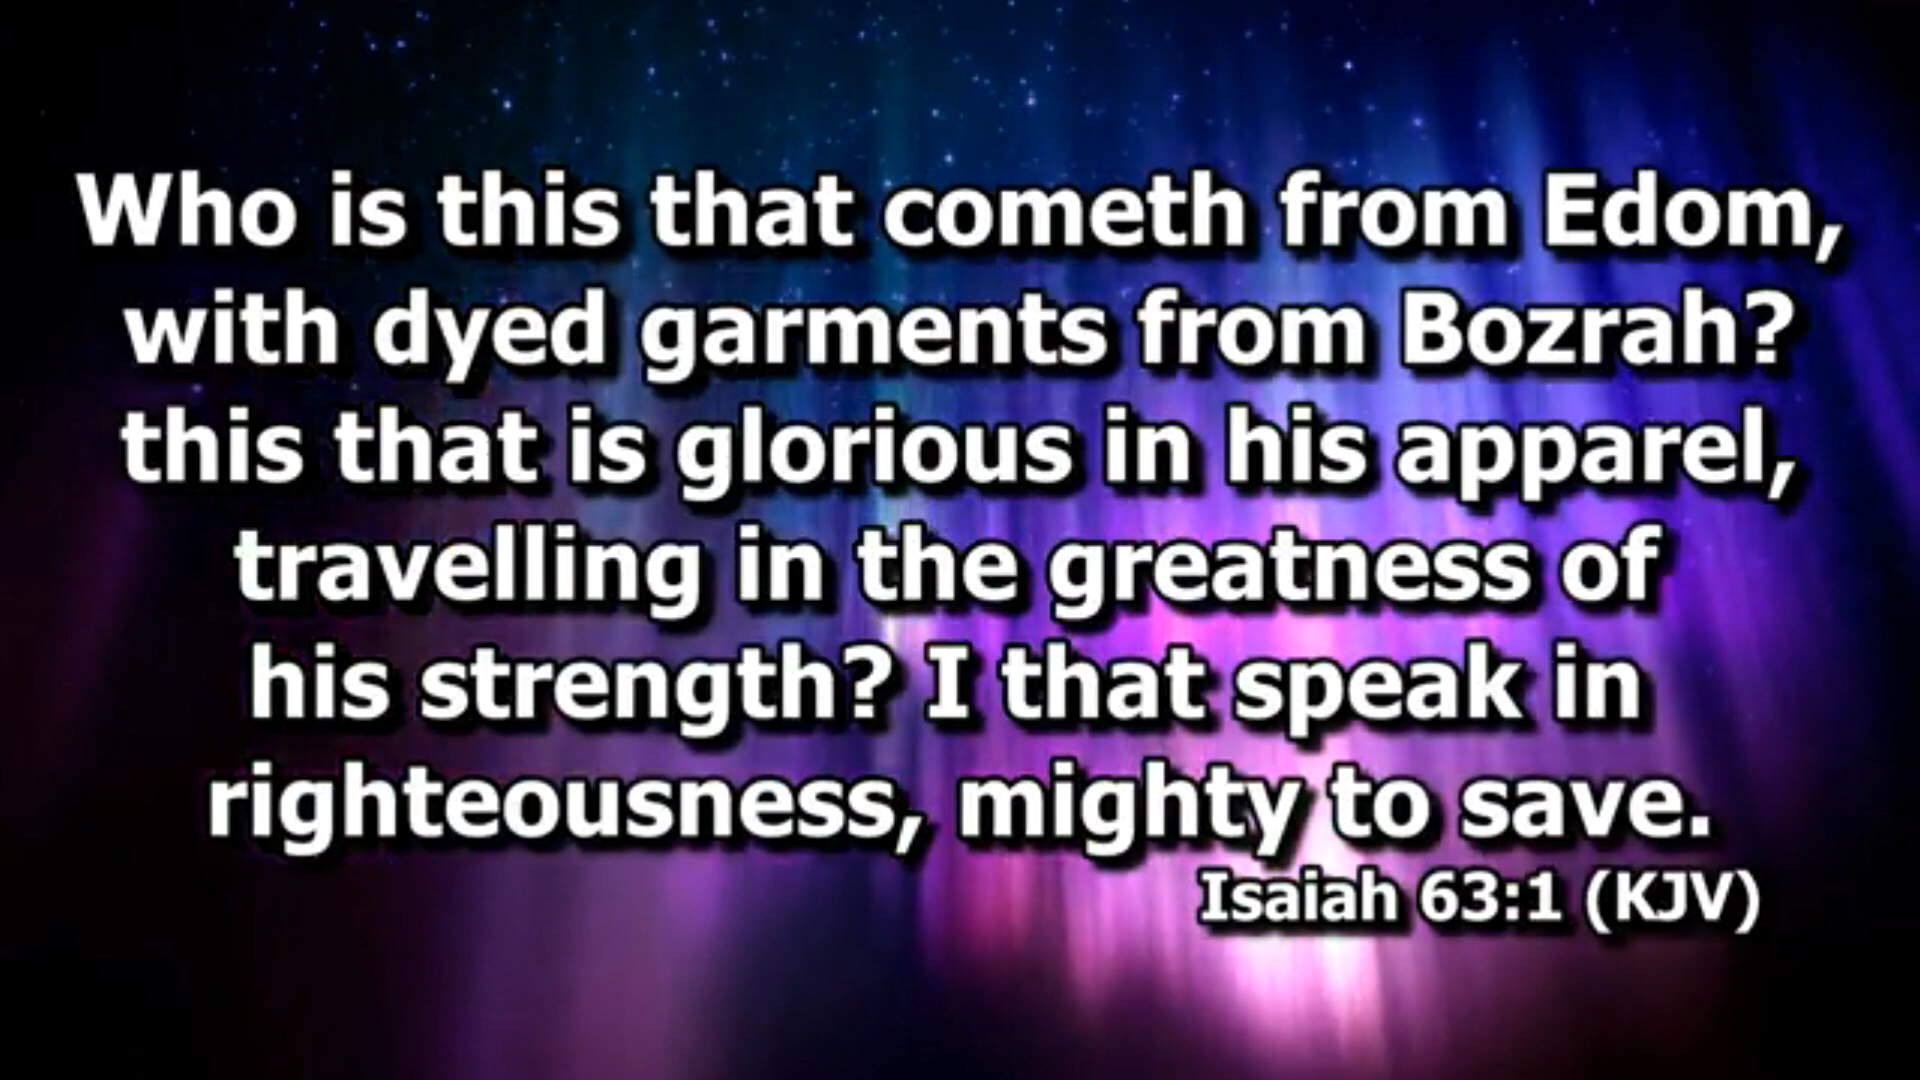 Who is this that cometh from Edom,
with dyed garments from Bozrah?
this that is glorious in his apparel,
travelling in the greatness of
his strength? I that speak in
righteousness, mighty to save.
Isaiah 63:1 (KJV)